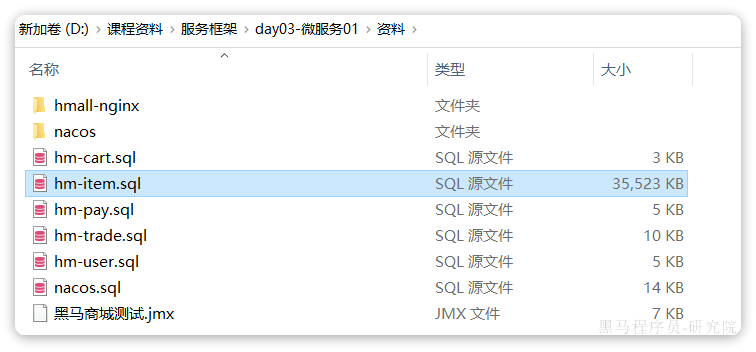 新加卷 (D:) › 课程资料 › 服务框架 › day03-微服务01 › 资料 ›
名称 类型 大小
hmall-nginx 文件夹
nacos 文件夹
hm-cart.sql SQL 源文件 3 KB
hm-item.sql SQL 源文件 35,523 KB
hm-pay.sql SQL 源文件 5 KB
hm-trade.sql SQL 源文件 10 KB
hm-user.sql SQL 源文件 5 KB
nacos.sql SQL 源文件 14 KB
黑马商城测试.jmx JMX 文件 7 KB
黑马程序员-研究院